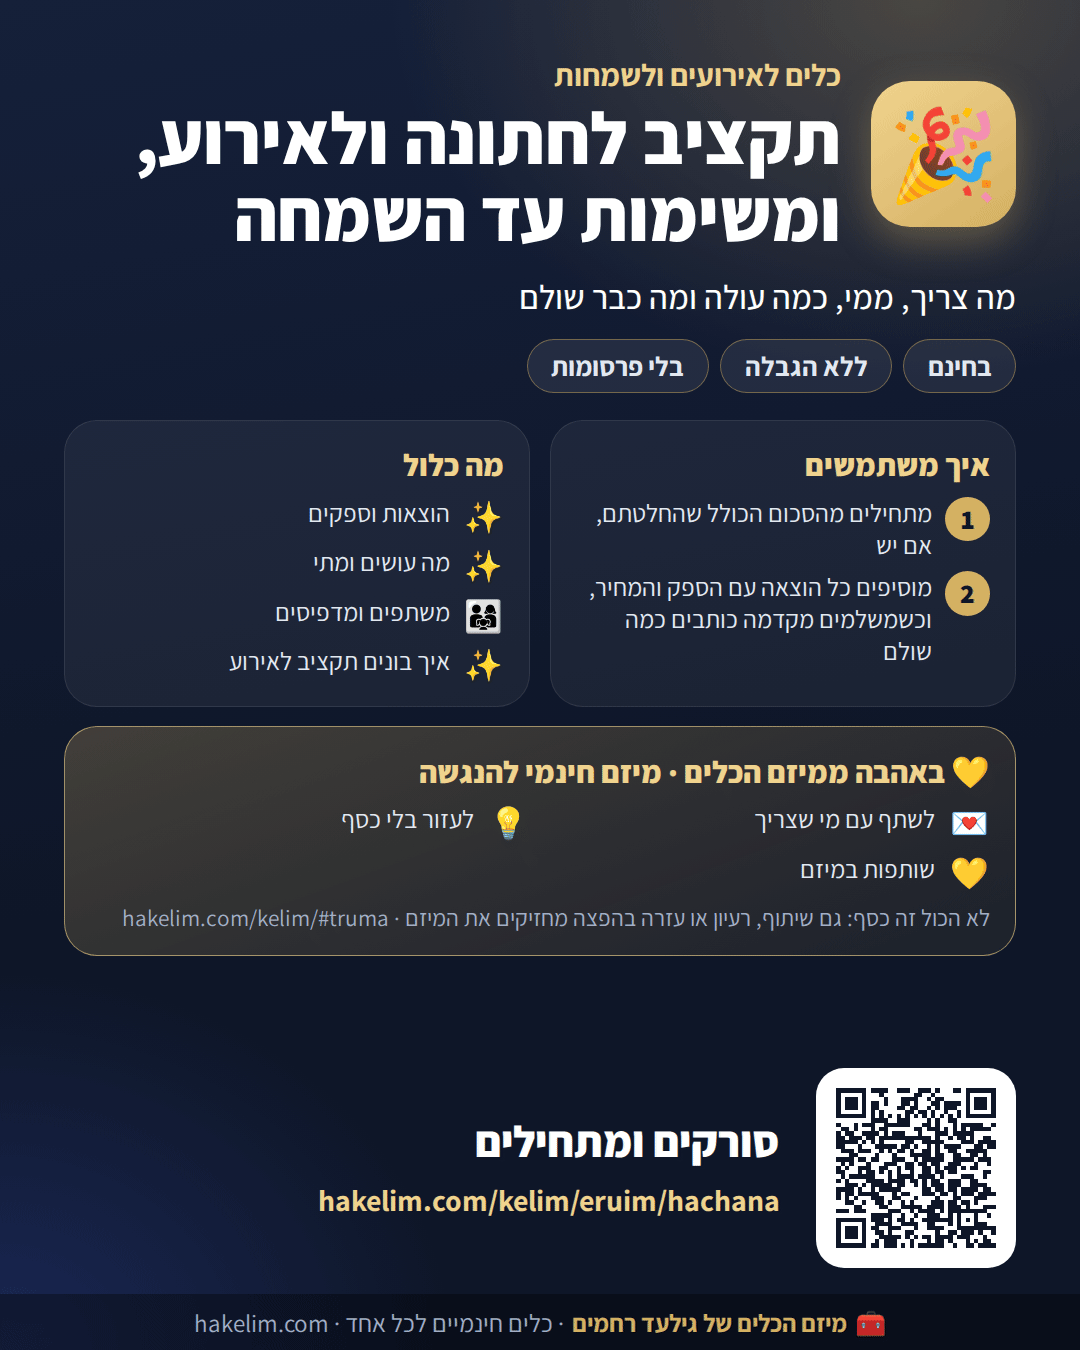 כלים לאירועים ולשמחות
תקציב לחתונה ולאירוע,
ומשימות עד השמחה
מה צריך, ממי, כמה עולה ומה כבר שולם
בחינם
ללא הגבלה
בלי פרסומות
איך משתמשים
1
מתחילים מהסכום הכולל שהחלטתם,
אם יש
2
מוסיפים כל הוצאה עם הספק והמחיר,
וכשמשלמים מקדמה כותבים כמה
שולם
מה כלול
הוצאות וספקים
מה עושים ומתי
משתפים ומדפיסים
איך בונים תקציב לאירוע
באהבה ממיזם הכלים · מיזם חינמי להנגשה
לשתף עם מי שצריך
לעזור בלי כסף
שותפות במיזם
לא הכול זה כסף: גם שיתוף, רעיון או עזרה בהפצה מחזיקים את המיזם · hakelim.com/kelim/#truma
סורקים ומתחילים
hakelim.com/kelim/eruim/hachana
מיזם הכלים של גילעד רחמים · כלים חינמיים לכל אחד · hakelim.com